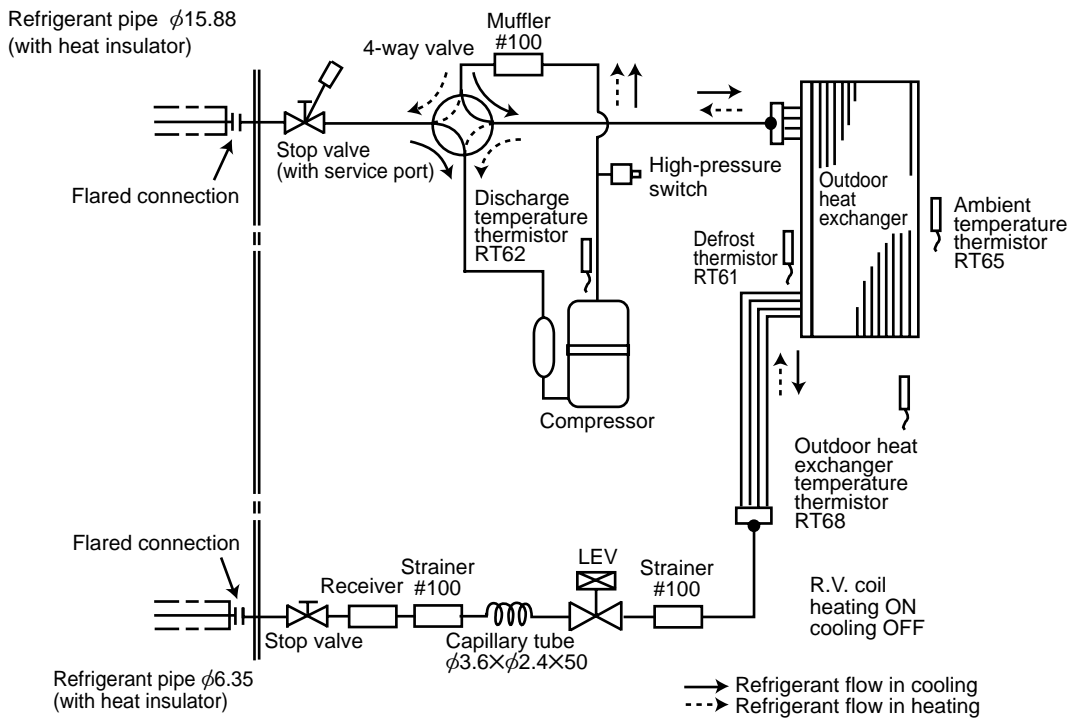 Refrigerant pipe ϕ15.88
(with heat insulator)
4-way valve
Muffler
#100
Stop valve
(with service port)
Flared connection
High-pressure
switch
Discharge
temperature
thermistor
RT62
Outdoor
heat
exchanger
Ambient
temperature
thermistor
RT65
Defrost
thermistor
RT61
Compressor
Outdoor heat
exchanger
temperature
thermistor
RT68
Flared connection
Receiver
Strainer
#100
LEV
Strainer
#100
R.V. coil
heating ON
cooling OFF
Stop valve
Capillary tube
ϕ3.6×ϕ2.4×50
Refrigerant pipe ϕ6.35
(with heat insulator)
Refrigerant flow in cooling
Refrigerant flow in heating